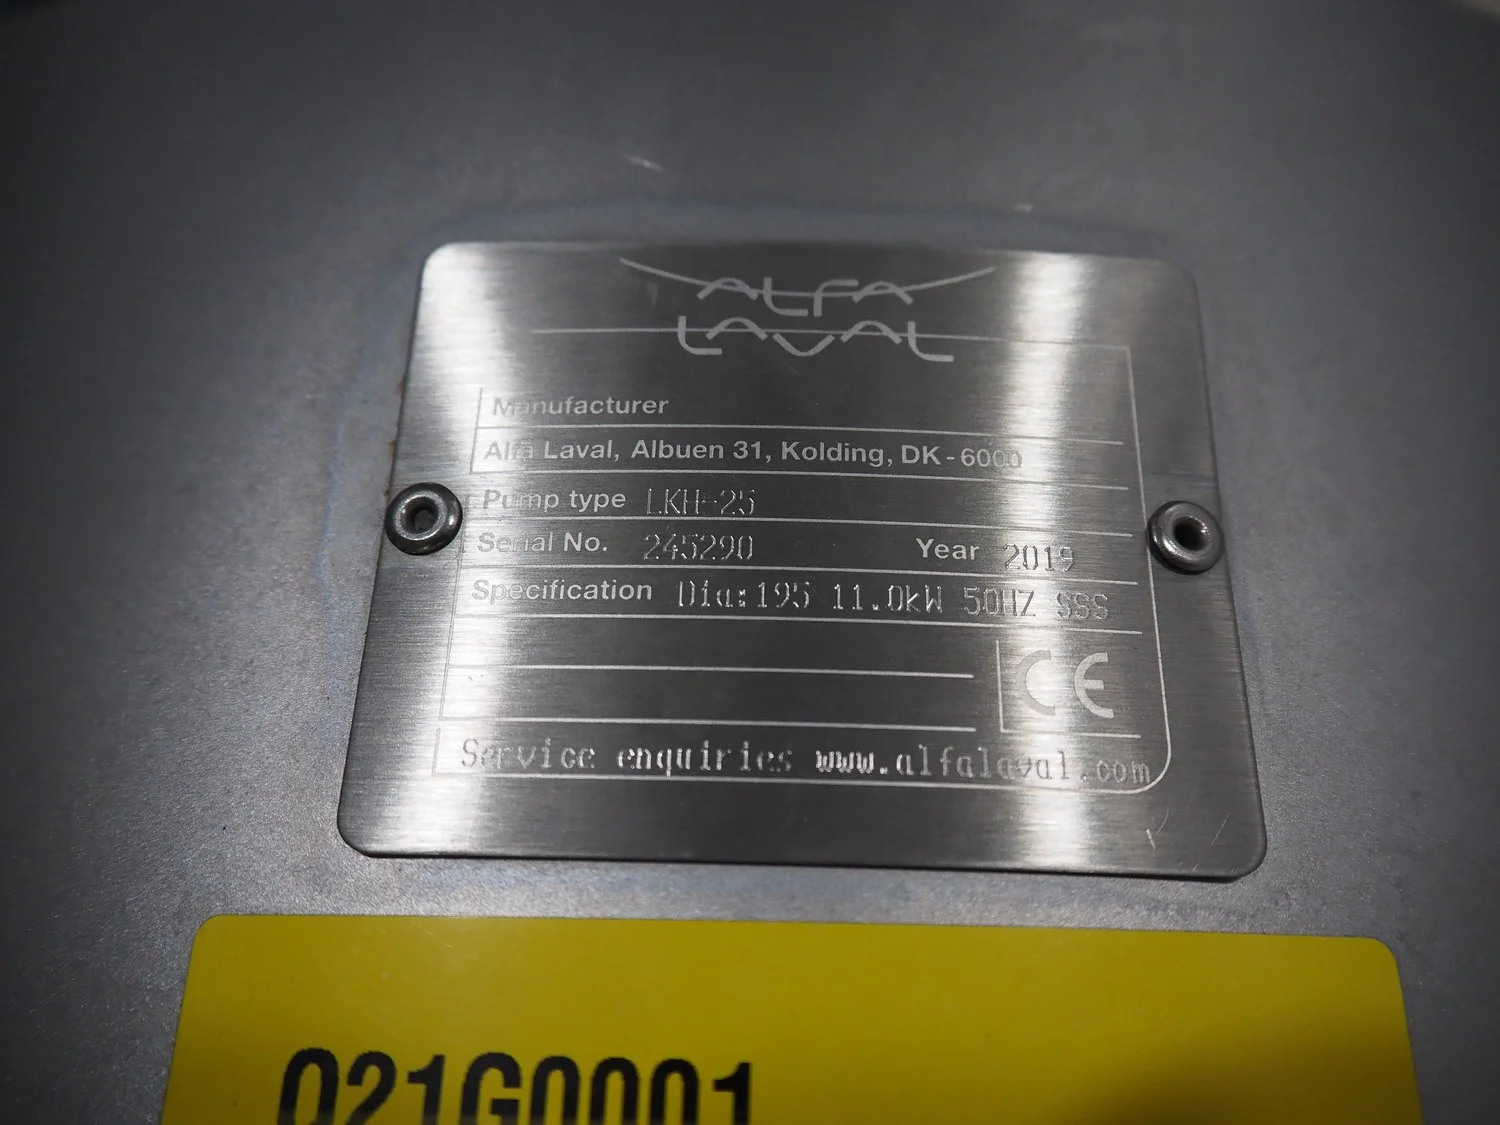 ALFA
LAVAL
Manufacturer
Alfa Laval, Albuen 31, Kolding, DK - 6000
Pump type LKH-25
Serial No. 245290 Year 2019
Specification Dia:195 11.0kW 50HZ SSS
CE
Service enquiries www.alfalaval.com
021G0001